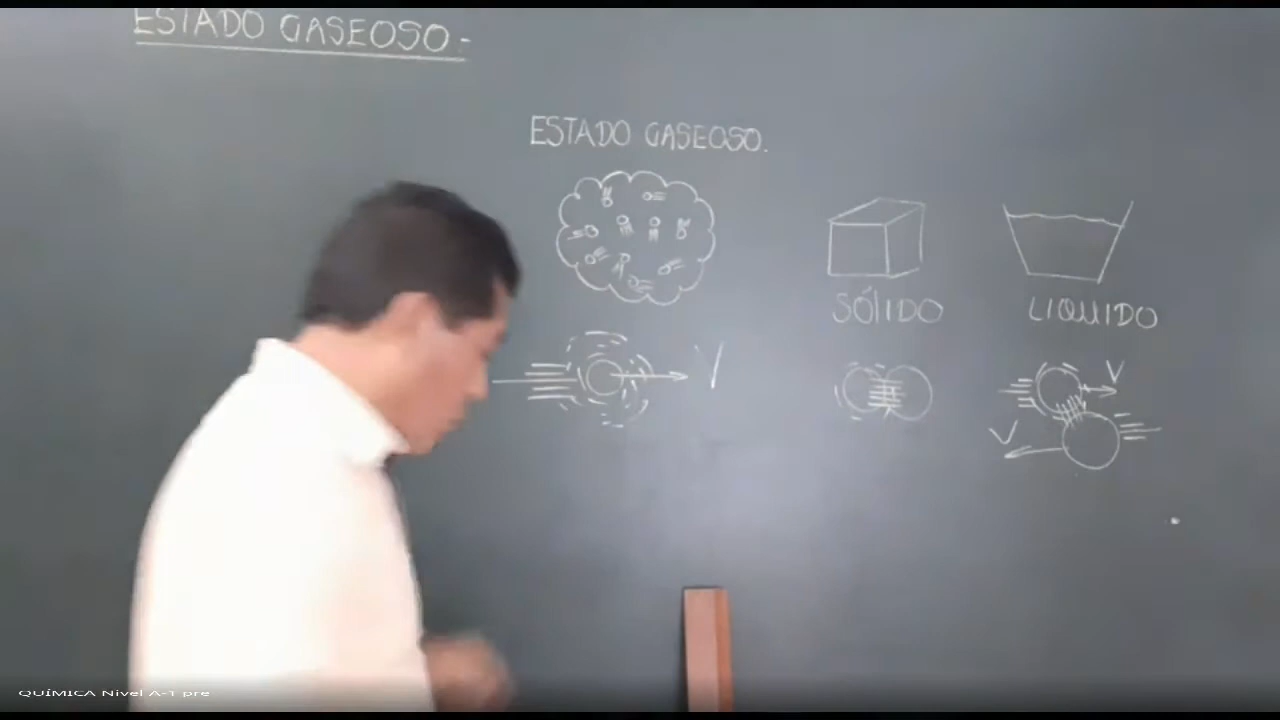 ESTADO GASEOSO.-
ESTADO GASEOSO.
SÓLIDO
LIQUIDO
V
V
V
QUÍMICA Nivel A-1 pre